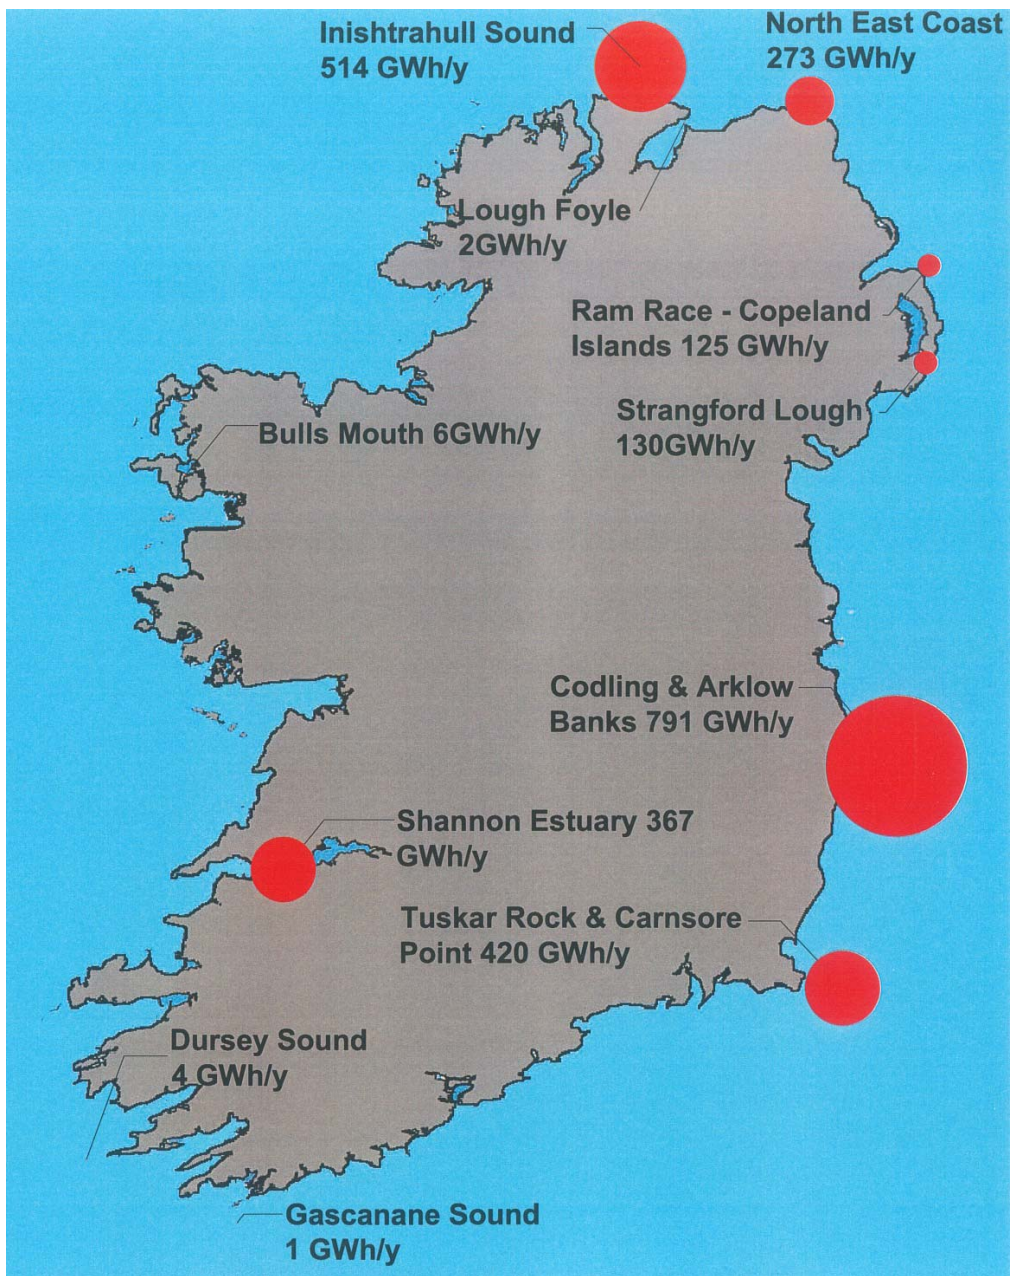 Inishtrahull Sound
514 GWh/y
North East Coast
273 GWh/y
Lough Foyle
2GWh/y
Ram Race - Copeland
Islands 125 GWh/y
Strangford Lough
130GWh/y
Bulls Mouth 6GWh/y
Codling & Arklow
Banks 791 GWh/y
Shannon Estuary 367
GWh/y
Tuskar Rock & Carnsore
Point 420 GWh/y
Dursey Sound
4 GWh/y
Gascanane Sound
1 GWh/y